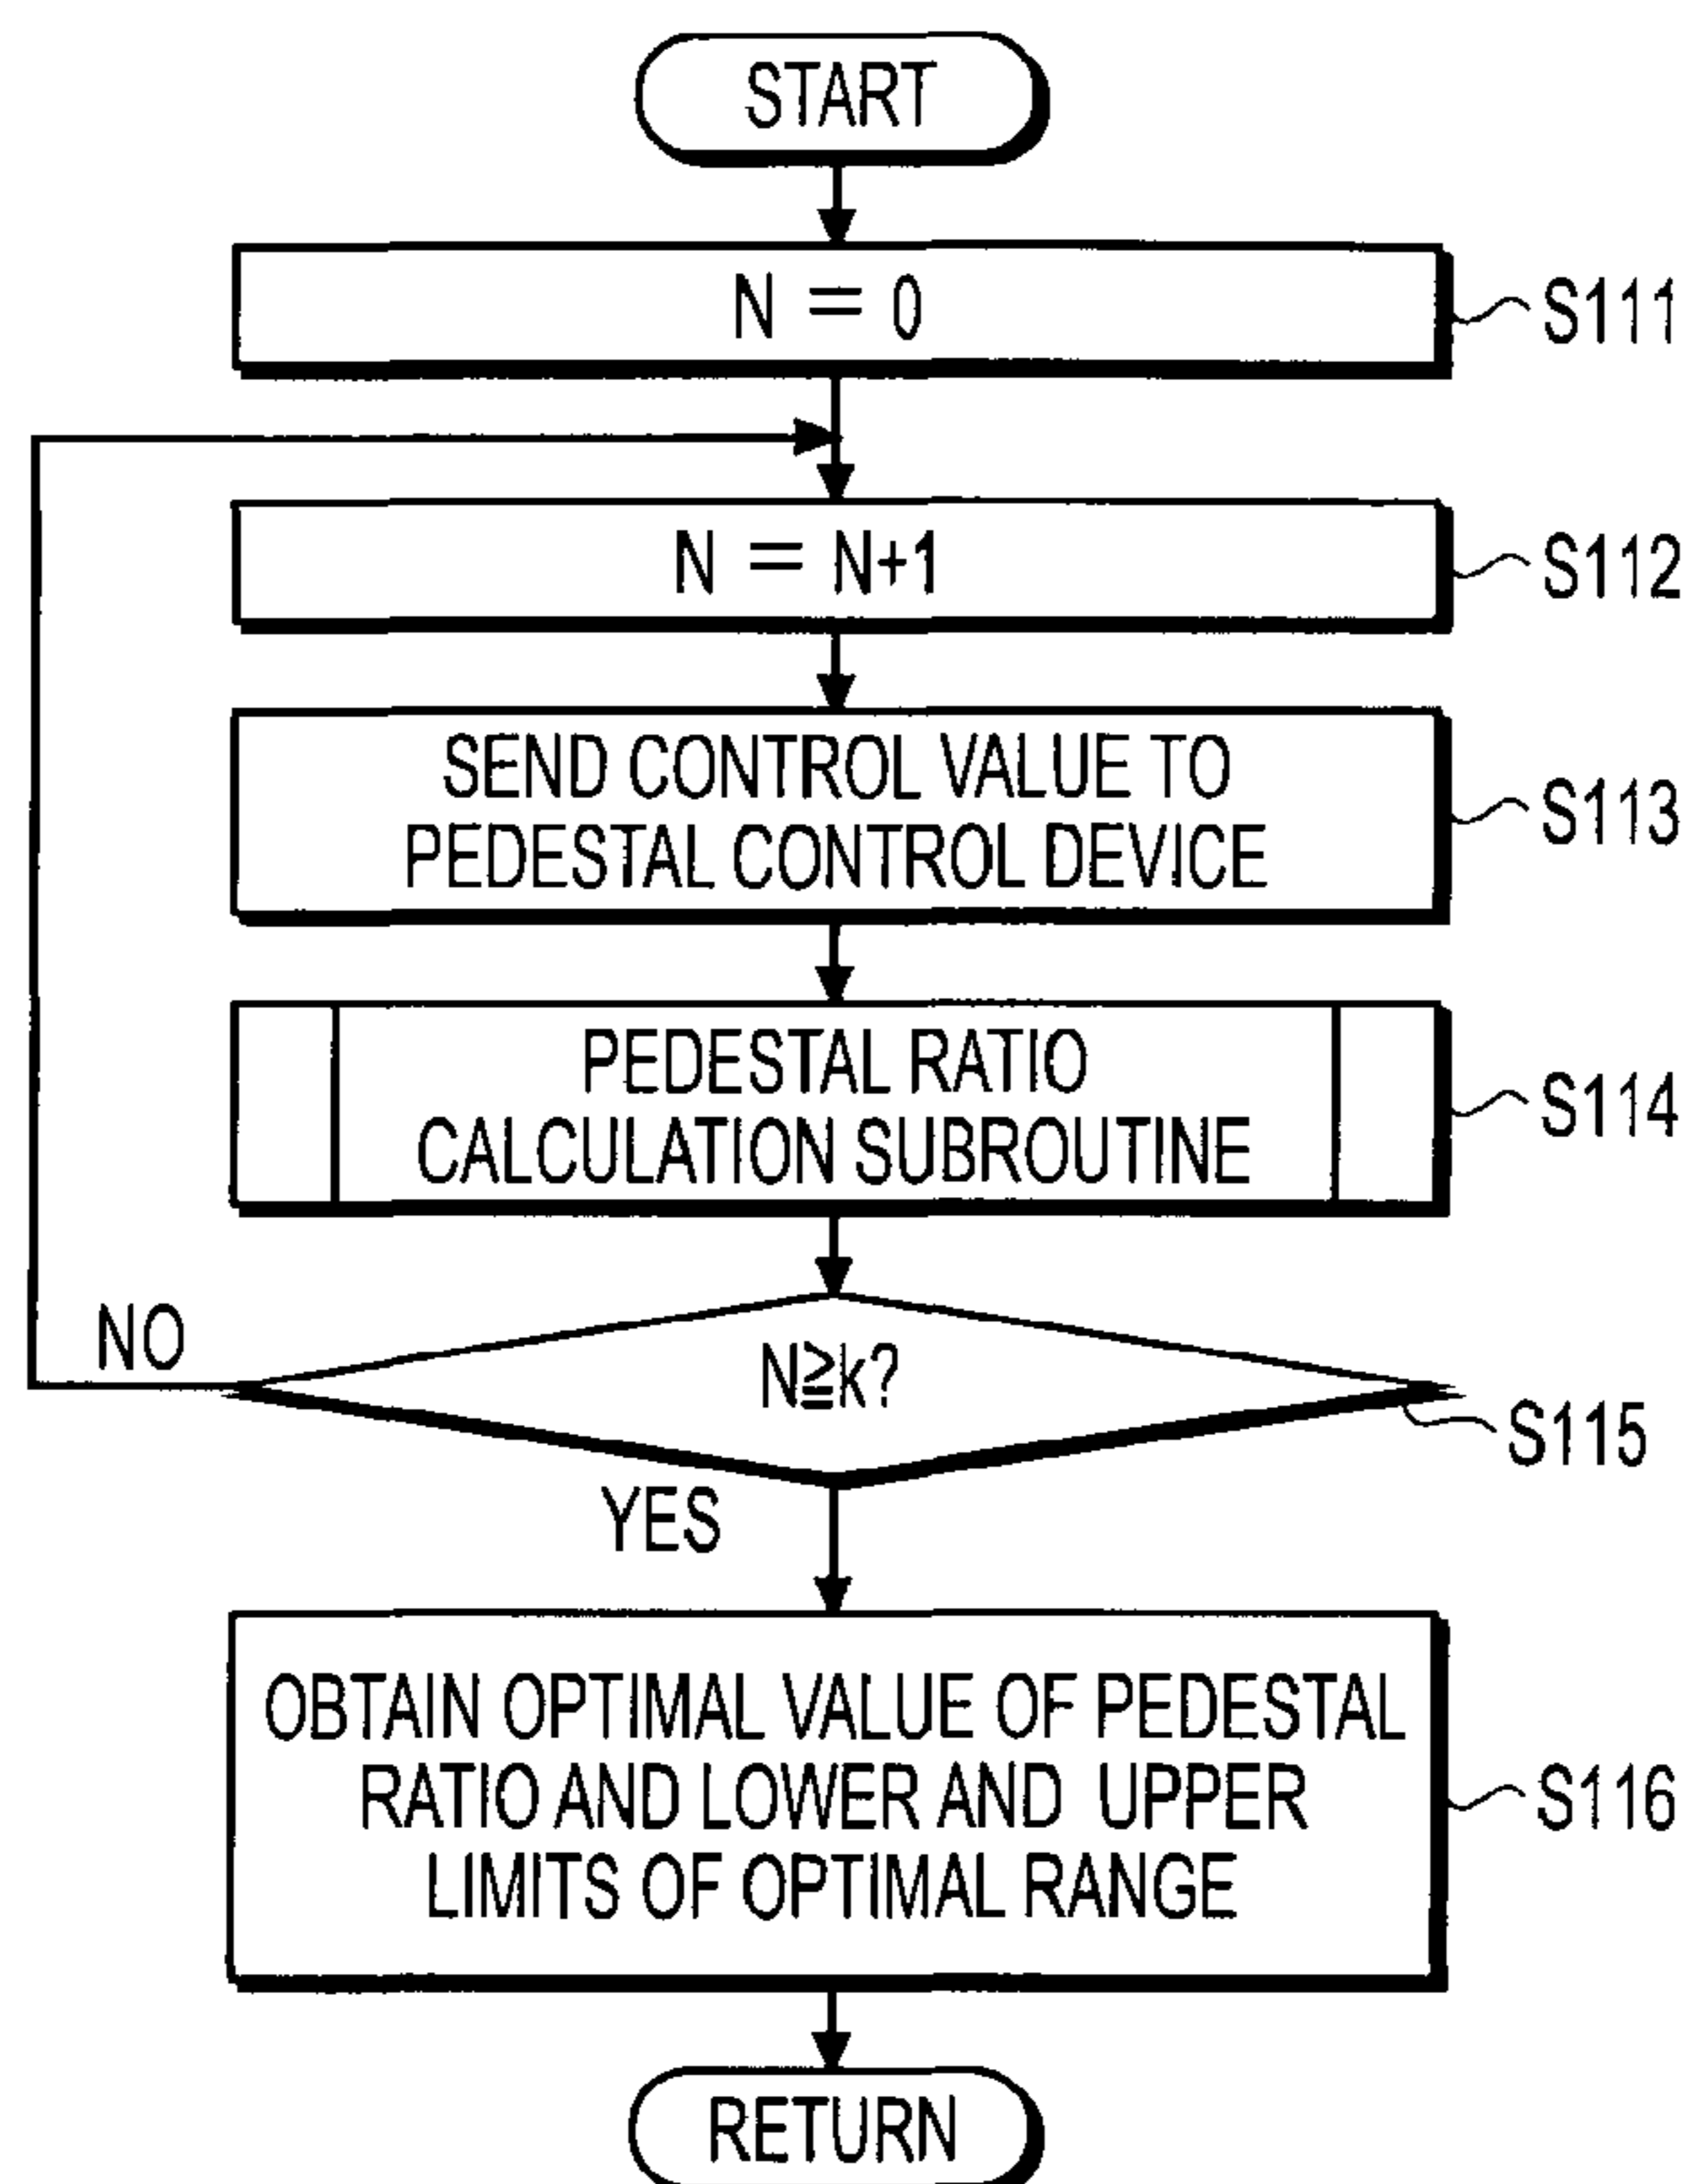 START
N = 0
S111
N = N+1
S112
SEND CONTROL VALUE TO
PEDESTAL CONTROL DEVICE
S113
PEDESTAL RATIO
CALCULATION SUBROUTINE
S114
NO
N≧k?
S115
YES
OBTAIN OPTIMAL VALUE OF PEDESTAL
RATIO AND LOWER AND UPPER
LIMITS OF OPTIMAL RANGE
S116
RETURN